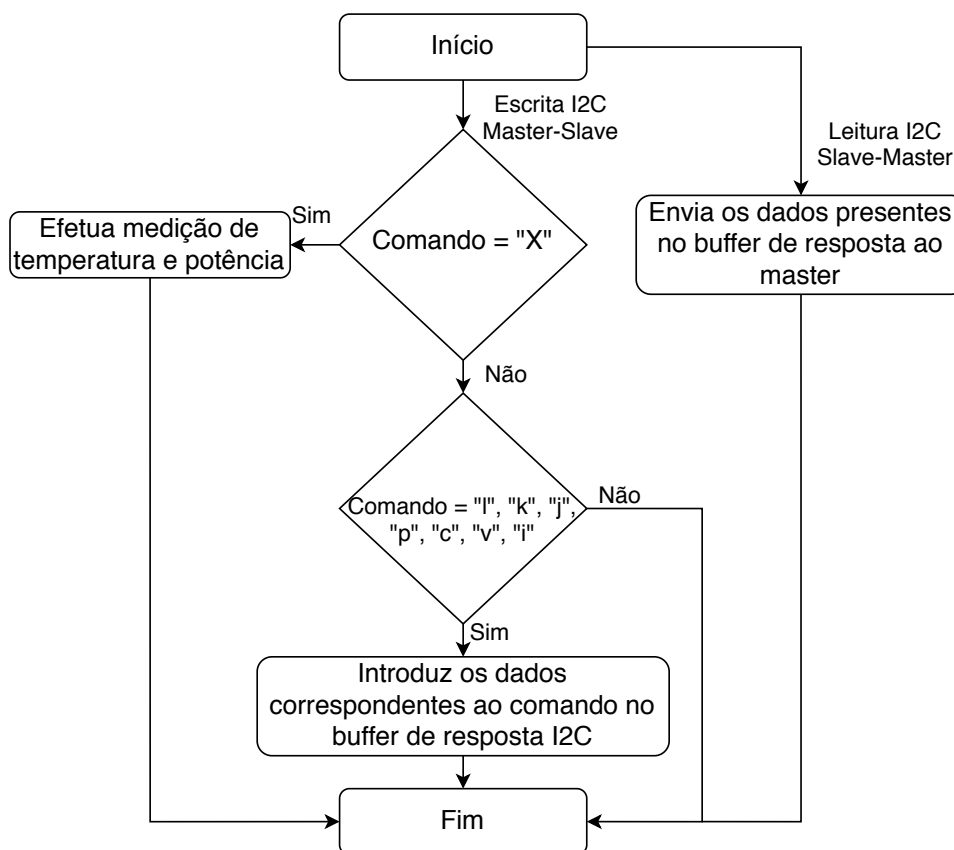 Início
Escrita I2C
Master-Slave
Leitura I2C
Slave-Master
Sim
Efetua medição de
temperatura e potência
Comando = "X"
Envia os dados presentes
no buffer de resposta ao
master
Não
Comando = "l", "k", "j",
"p", "c", "v", "i"
Não
Sim
Introduz os dados
correspondentes ao comando no
buffer de resposta I2C
Fim